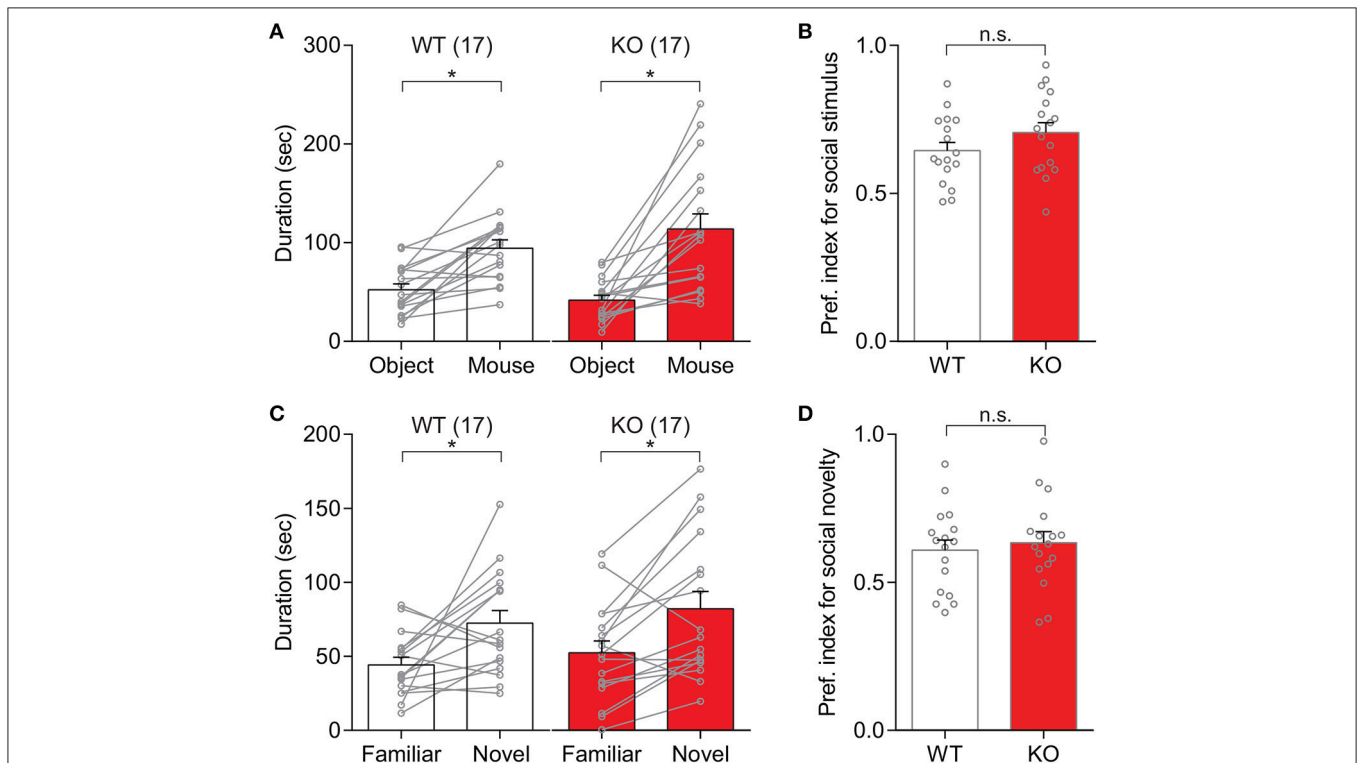 A
WT (17)
KO (17)
*
*
300
200
100
0
Duration (sec)
Object
Mouse
Object
Mouse
B
n.s.
1.0
0.5
0.0
Pref. index for social stimulus
WT
KO
C
WT (17)
KO (17)
*
*
200
150
100
50
0
Duration (sec)
Familiar
Novel
Familiar
Novel
D
n.s.
1.0
0.5
0.0
Pref. index for social novelty
WT
KO